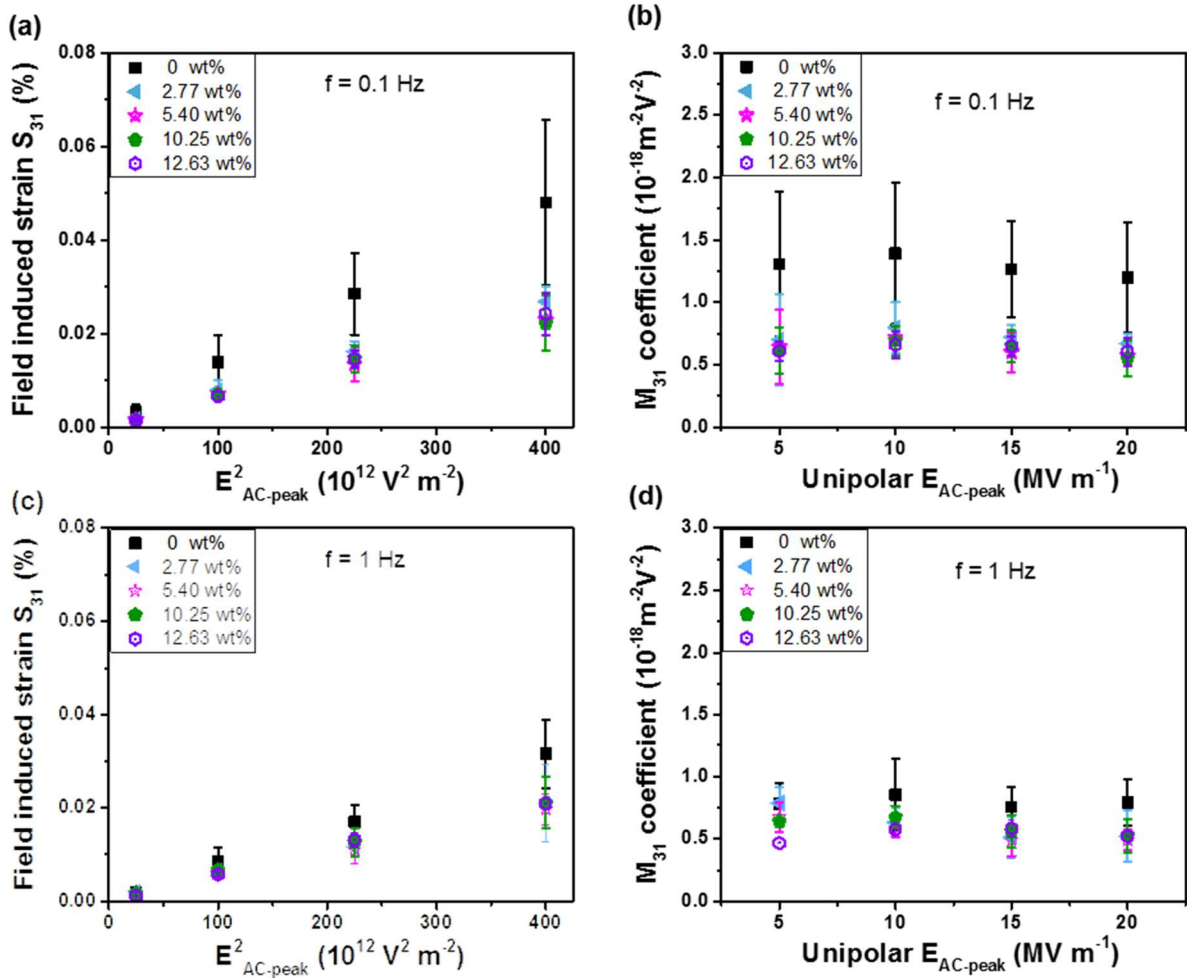 (a)
Field induced strain S31 (%)
0.08
0.06
0.04
0.02
0.00
0 wt%
2.77 wt%
5.40 wt%
10.25 wt%
12.63 wt%
f = 0.1 Hz
0
100
200
300
400
E2AC-peak (10^12 V2 m-2)
(b)
M31 coefficient (10-18m-2V-2)
3.0
2.5
2.0
1.5
1.0
0.5
0.0
0 wt%
2.77 wt%
5.40 wt%
10.25 wt%
12.63 wt%
f = 0.1 Hz
5
10
15
20
Unipolar EAC-peak (MV m-1)
(c)
Field induced strain S31 (%)
0.08
0.06
0.04
0.02
0.00
0 wt%
2.77 wt%
5.40 wt%
10.25 wt%
12.63 wt%
f = 1 Hz
0
100
200
300
400
E2AC-peak (10^12 V2 m-2)
(d)
M31 coefficient (10-18m-2V-2)
3.0
2.5
2.0
1.5
1.0
0.5
0.0
0 wt%
2.77 wt%
5.40 wt%
10.25 wt%
12.63 wt%
f = 1 Hz
5
10
15
20
Unipolar EAC-peak (MV m-1)